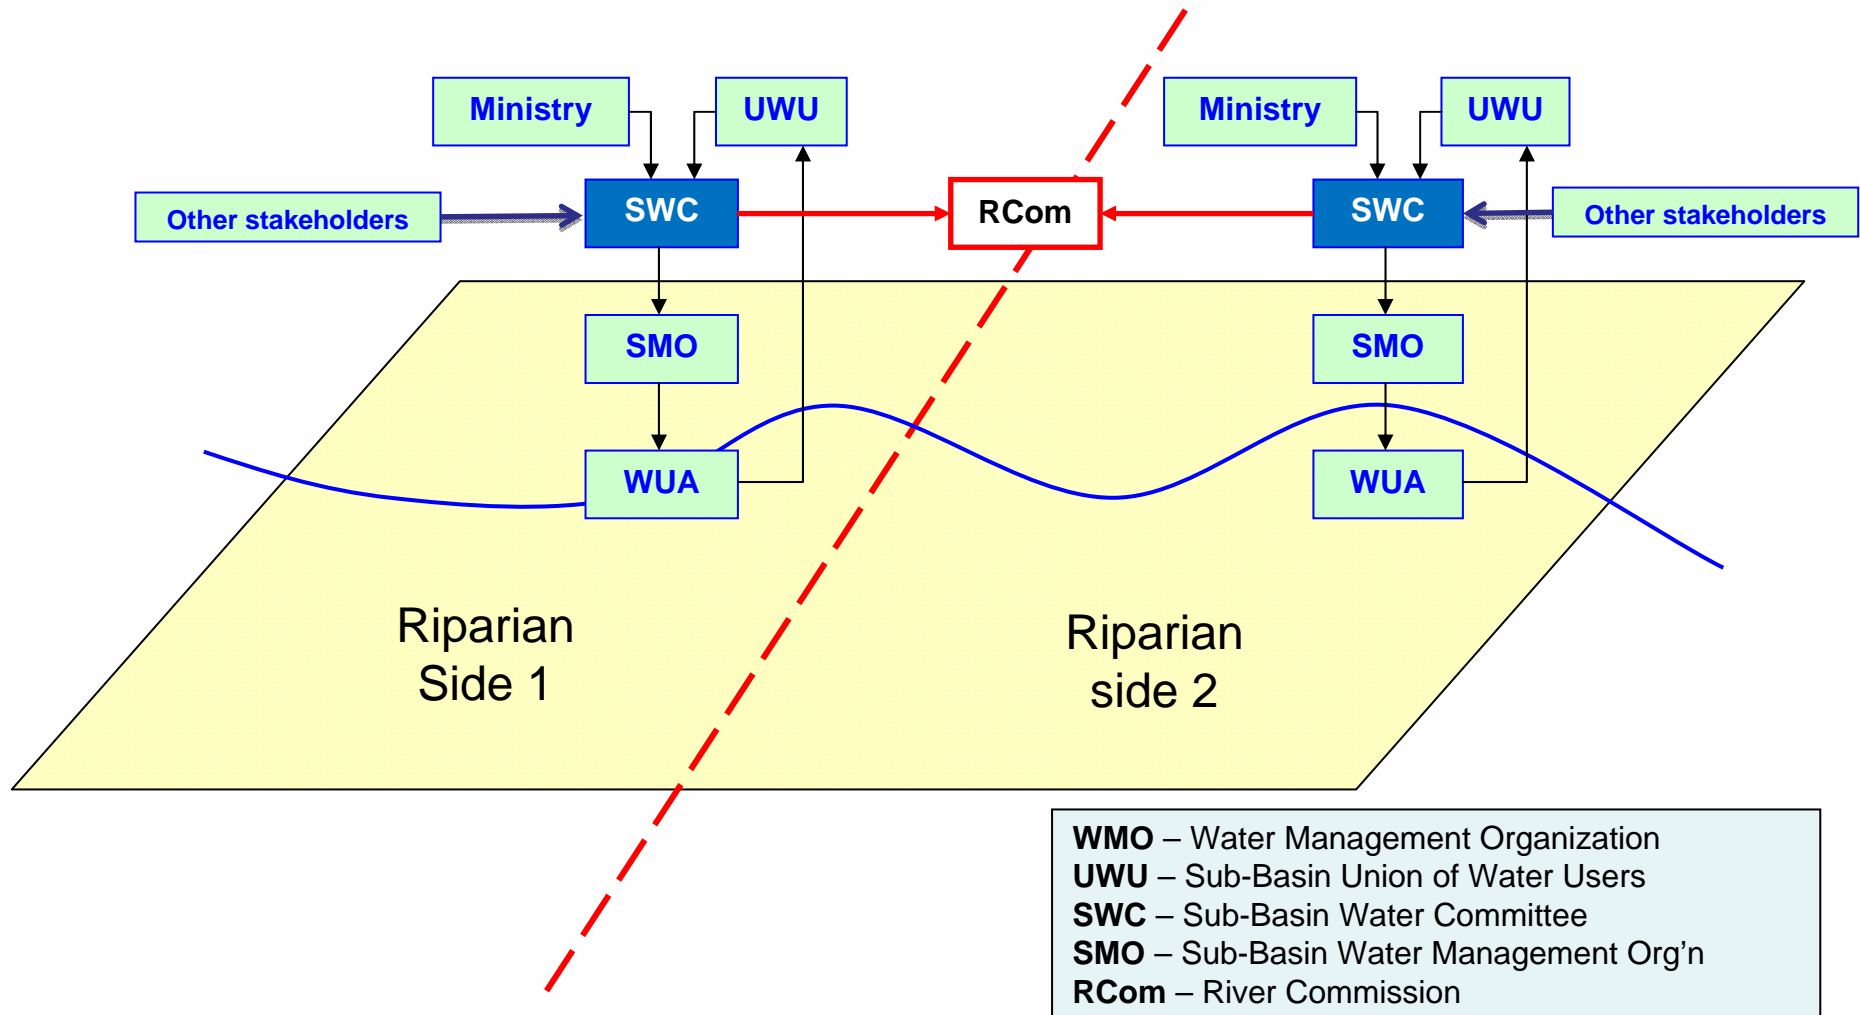 Ministry
UWU
Ministry
UWU
Other stakeholders
SWC
RCom
SWC
Other stakeholders
SMO
SMO
WUA
WUA
Riparian
Side 1
Riparian
side 2
WMO – Water Management Organization
UWU – Sub-Basin Union of Water Users
SWC – Sub-Basin Water Committee
SMO – Sub-Basin Water Management Org’n
RCom – River Commission